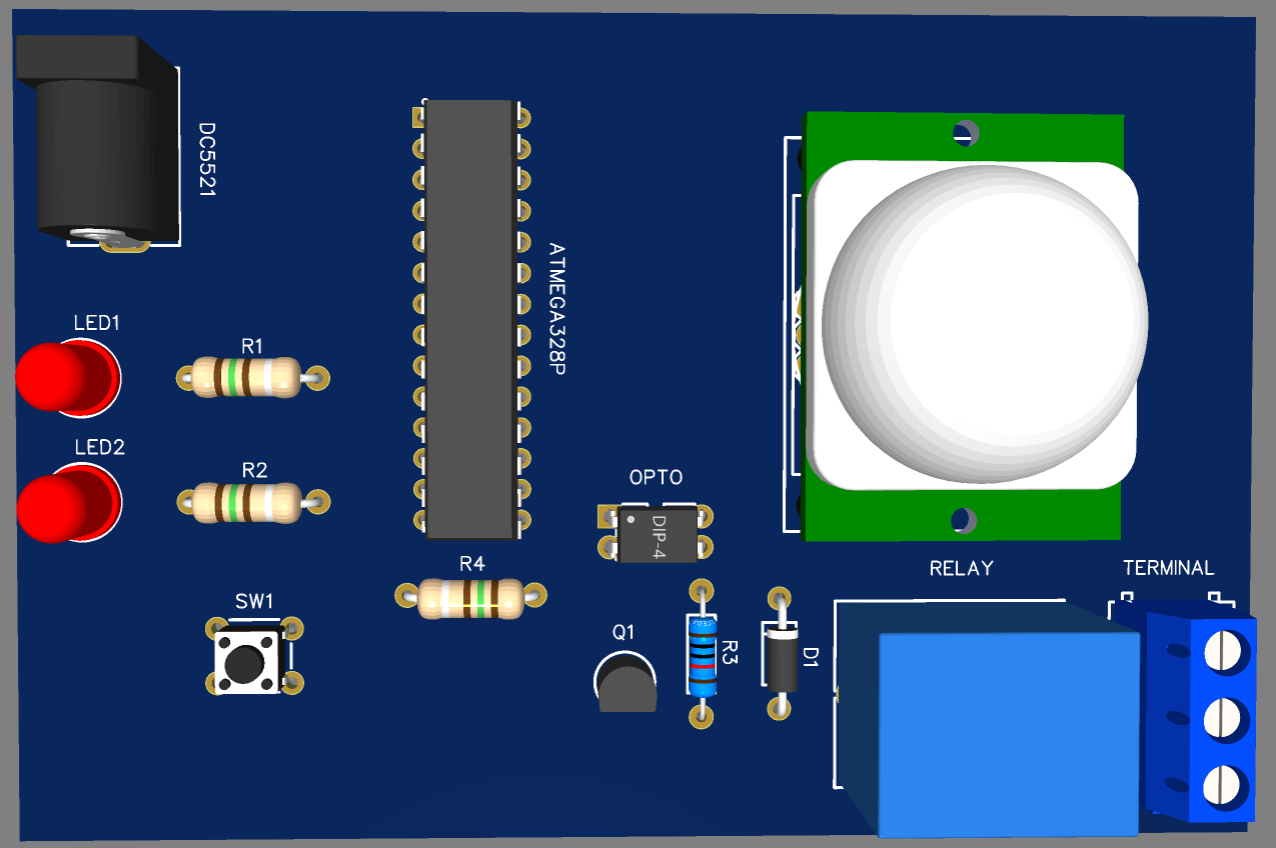 DC5521
LED1
R1
LED2
R2
ATMEGA328P
OPTO
DIP-4
R4
SW1
Q1
R3
D1
RELAY
TERMINAL